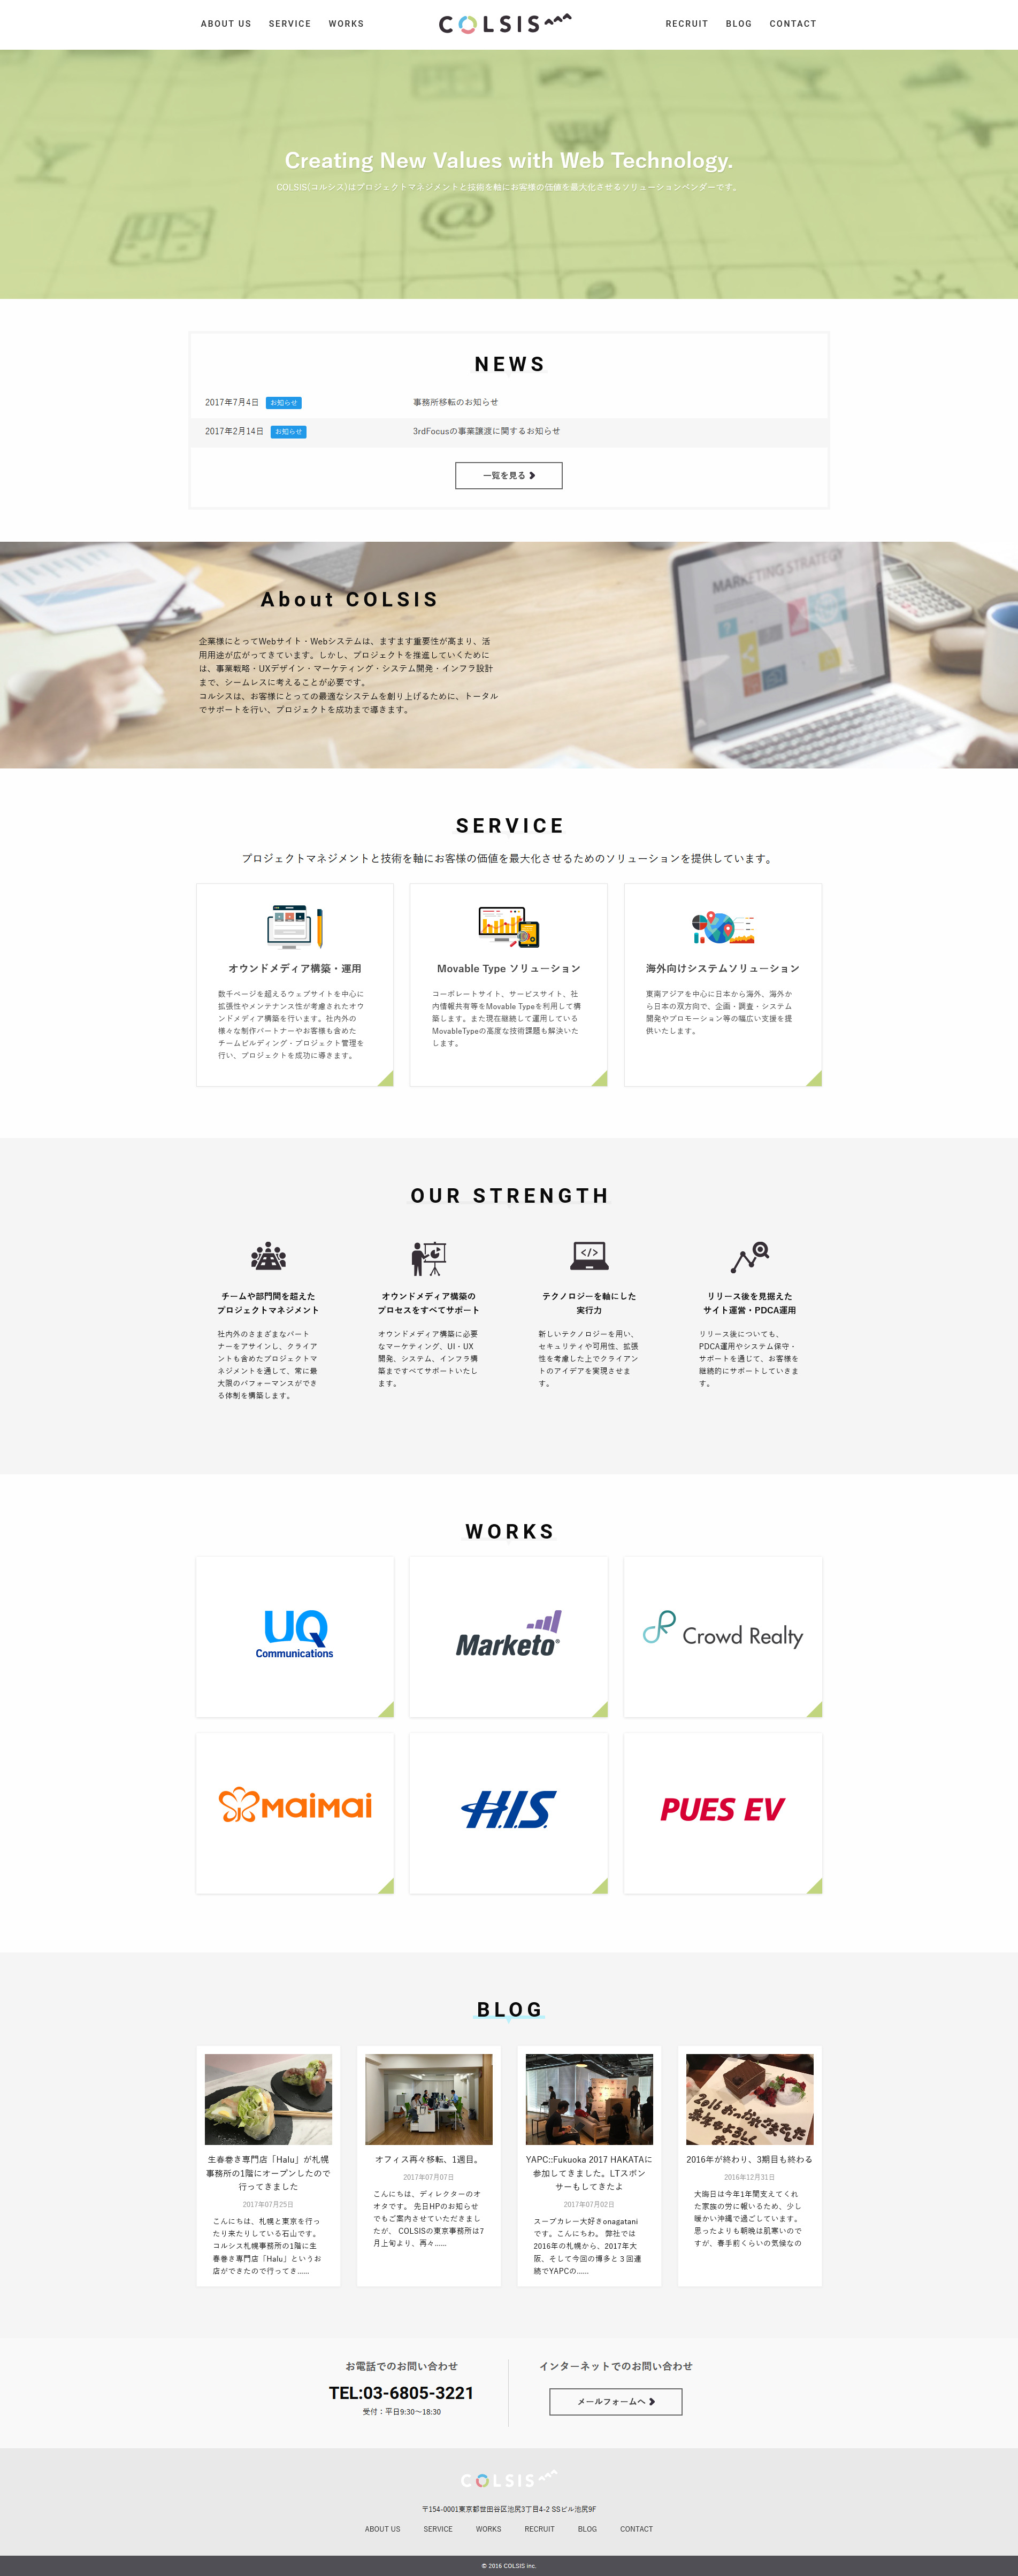 ABOUT US
SERVICE
WORKS
COLSIS
RECRUIT
BLOG
CONTACT
Creating New Values with Web Technology.
COLSIS(コルシス)はプロジェクトマネジメントと技術を軸にお客様の価値を最大化させるソリューションベンダーです。
NEWS
2017年7月4日 お知らせ 事務所移転のお知らせ
2017年2月14日 お知らせ 3rdFocusの事業譲渡に関するお知らせ
一覧を見る
About COLSIS
MARKETING STRATEGY
企業様にとってWebサイト・Webシステムは、ますます重要性が高まり、活
用用途が広がってきています。しかし、プロジェクトを推進していくために
は、事業戦略・UXデザイン・マーケティング・システム開発・インフラ設計
まで、シームレスに考えることが必要です。
コルシスは、お客様にとっての最適なシステムを創り上げるために、トータル
でサポートを行い、プロジェクトを成功まで導きます。
SERVICE
プロジェクトマネジメントと技術を軸にお客様の価値を最大化させるためのソリューションを提供しています。
オウンドメディア構築・運用
数千ページを超えるウェブサイトを中心に
拡張性やメンテナンス性が考慮されたオウ
ンドメディア構築を行います。社内外の
様々な制作パートナーやお客様も含めた
チームビルディング・プロジェクト管理を
行い、プロジェクトを成功に導きます。
Movable Type ソリューション
コーポレートサイト、サービスサイト、社
内情報共有等をMovable Typeを利用して構
築します。また現在継続して運用している
MovableTypeの高度な技術課題も解決いた
します。
海外向けシステムソリューション
東南アジアを中心に日本から海外、海外か
ら日本の双方向で、企画・調査・システム
開発やプロモーション等の幅広い支援を提
供いたします。
OUR STRENGTH
チームや部門間を超えた
プロジェクトマネジメント
社内外のさまざまなパート
ナーをアサインし、クライア
ントも含めたプロジェクトマ
ネジメントを通して、常に最
大限のパフォーマンスができ
る体制を構築します。
オウンドメディア構築の
プロセスをすべてサポート
オウンドメディア構築に必要
なマーケティング、UI・UX
開発、システム、インフラ構
築まですべてサポートいたし
ます。
テクノロジーを軸にした
実行力
新しいテクノロジーを用い、
セキュリティや可用性、拡張
性を考慮した上でクライアン
トのアイデアを実現させま
す。
リリース後を見据えた
サイト運営・PDCA運用
リリース後についても、
PDCA運用やシステム保守・
サポートを通じて、お客様を
継続的にサポートしていきま
す。
WORKS
UQ
Communications
Marketo
Crowd Realty
maimai
H.I.S.
PUES EV
BLOG
生春巻き専門店「Halu」が札幌
事務所の1階にオープンしたので
行ってきました
2017年07月25日
こんにちは、札幌と東京を行っ
たり来たりしている石山です。
コルシス札幌事務所の1階に生
春巻き専門店「Halu」というお
店ができたので行ってき……
オフィス再々移転、1週目。
2017年07月07日
こんにちは、ディレクターのオ
オタです。 先日HPのお知らせ
でもご案内させていただきまし
たが、 COLSISの東京事務所は7
月上旬より、再々……
YAPC::Fukuoka 2017 HAKATAに
参加してきました。LTスポン
サーもしてきたよ
2017年07月02日
スープカレー大好きonagatani
です。こんにちわ。 弊社では
2016年の札幌から、2017年大
阪、そして今回の博多と３回連
続でYAPCの……
2016年が終わり、3期目も終わる
2016年12月31日
大晦日は今年1年間支えてくれ
た家族の労に報いるため、少し
暖かい沖縄で過ごしています。
思ったよりも朝晩は肌寒いので
すが、春手前くらいの気候なの
お電話でのお問い合わせ
TEL:03-6805-3221
受付：平日9:30〜18:30
インターネットでのお問い合わせ
メールフォームへ
COLSIS
〒154-0001東京都世田谷区池尻3丁目4-2 SSビル池尻9F
ABOUT US
SERVICE
WORKS
RECRUIT
BLOG
CONTACT
© 2016 COLSIS inc.